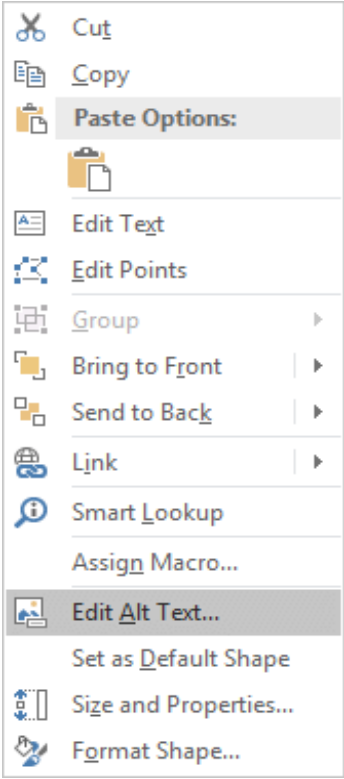 Cut
Copy
Paste Options:
Edit Text
Edit Points
Group
Bring to Front
Send to Back
Link
Smart Lookup
Assign Macro...
Edit Alt Text...
Set as Default Shape
Size and Properties...
Format Shape...